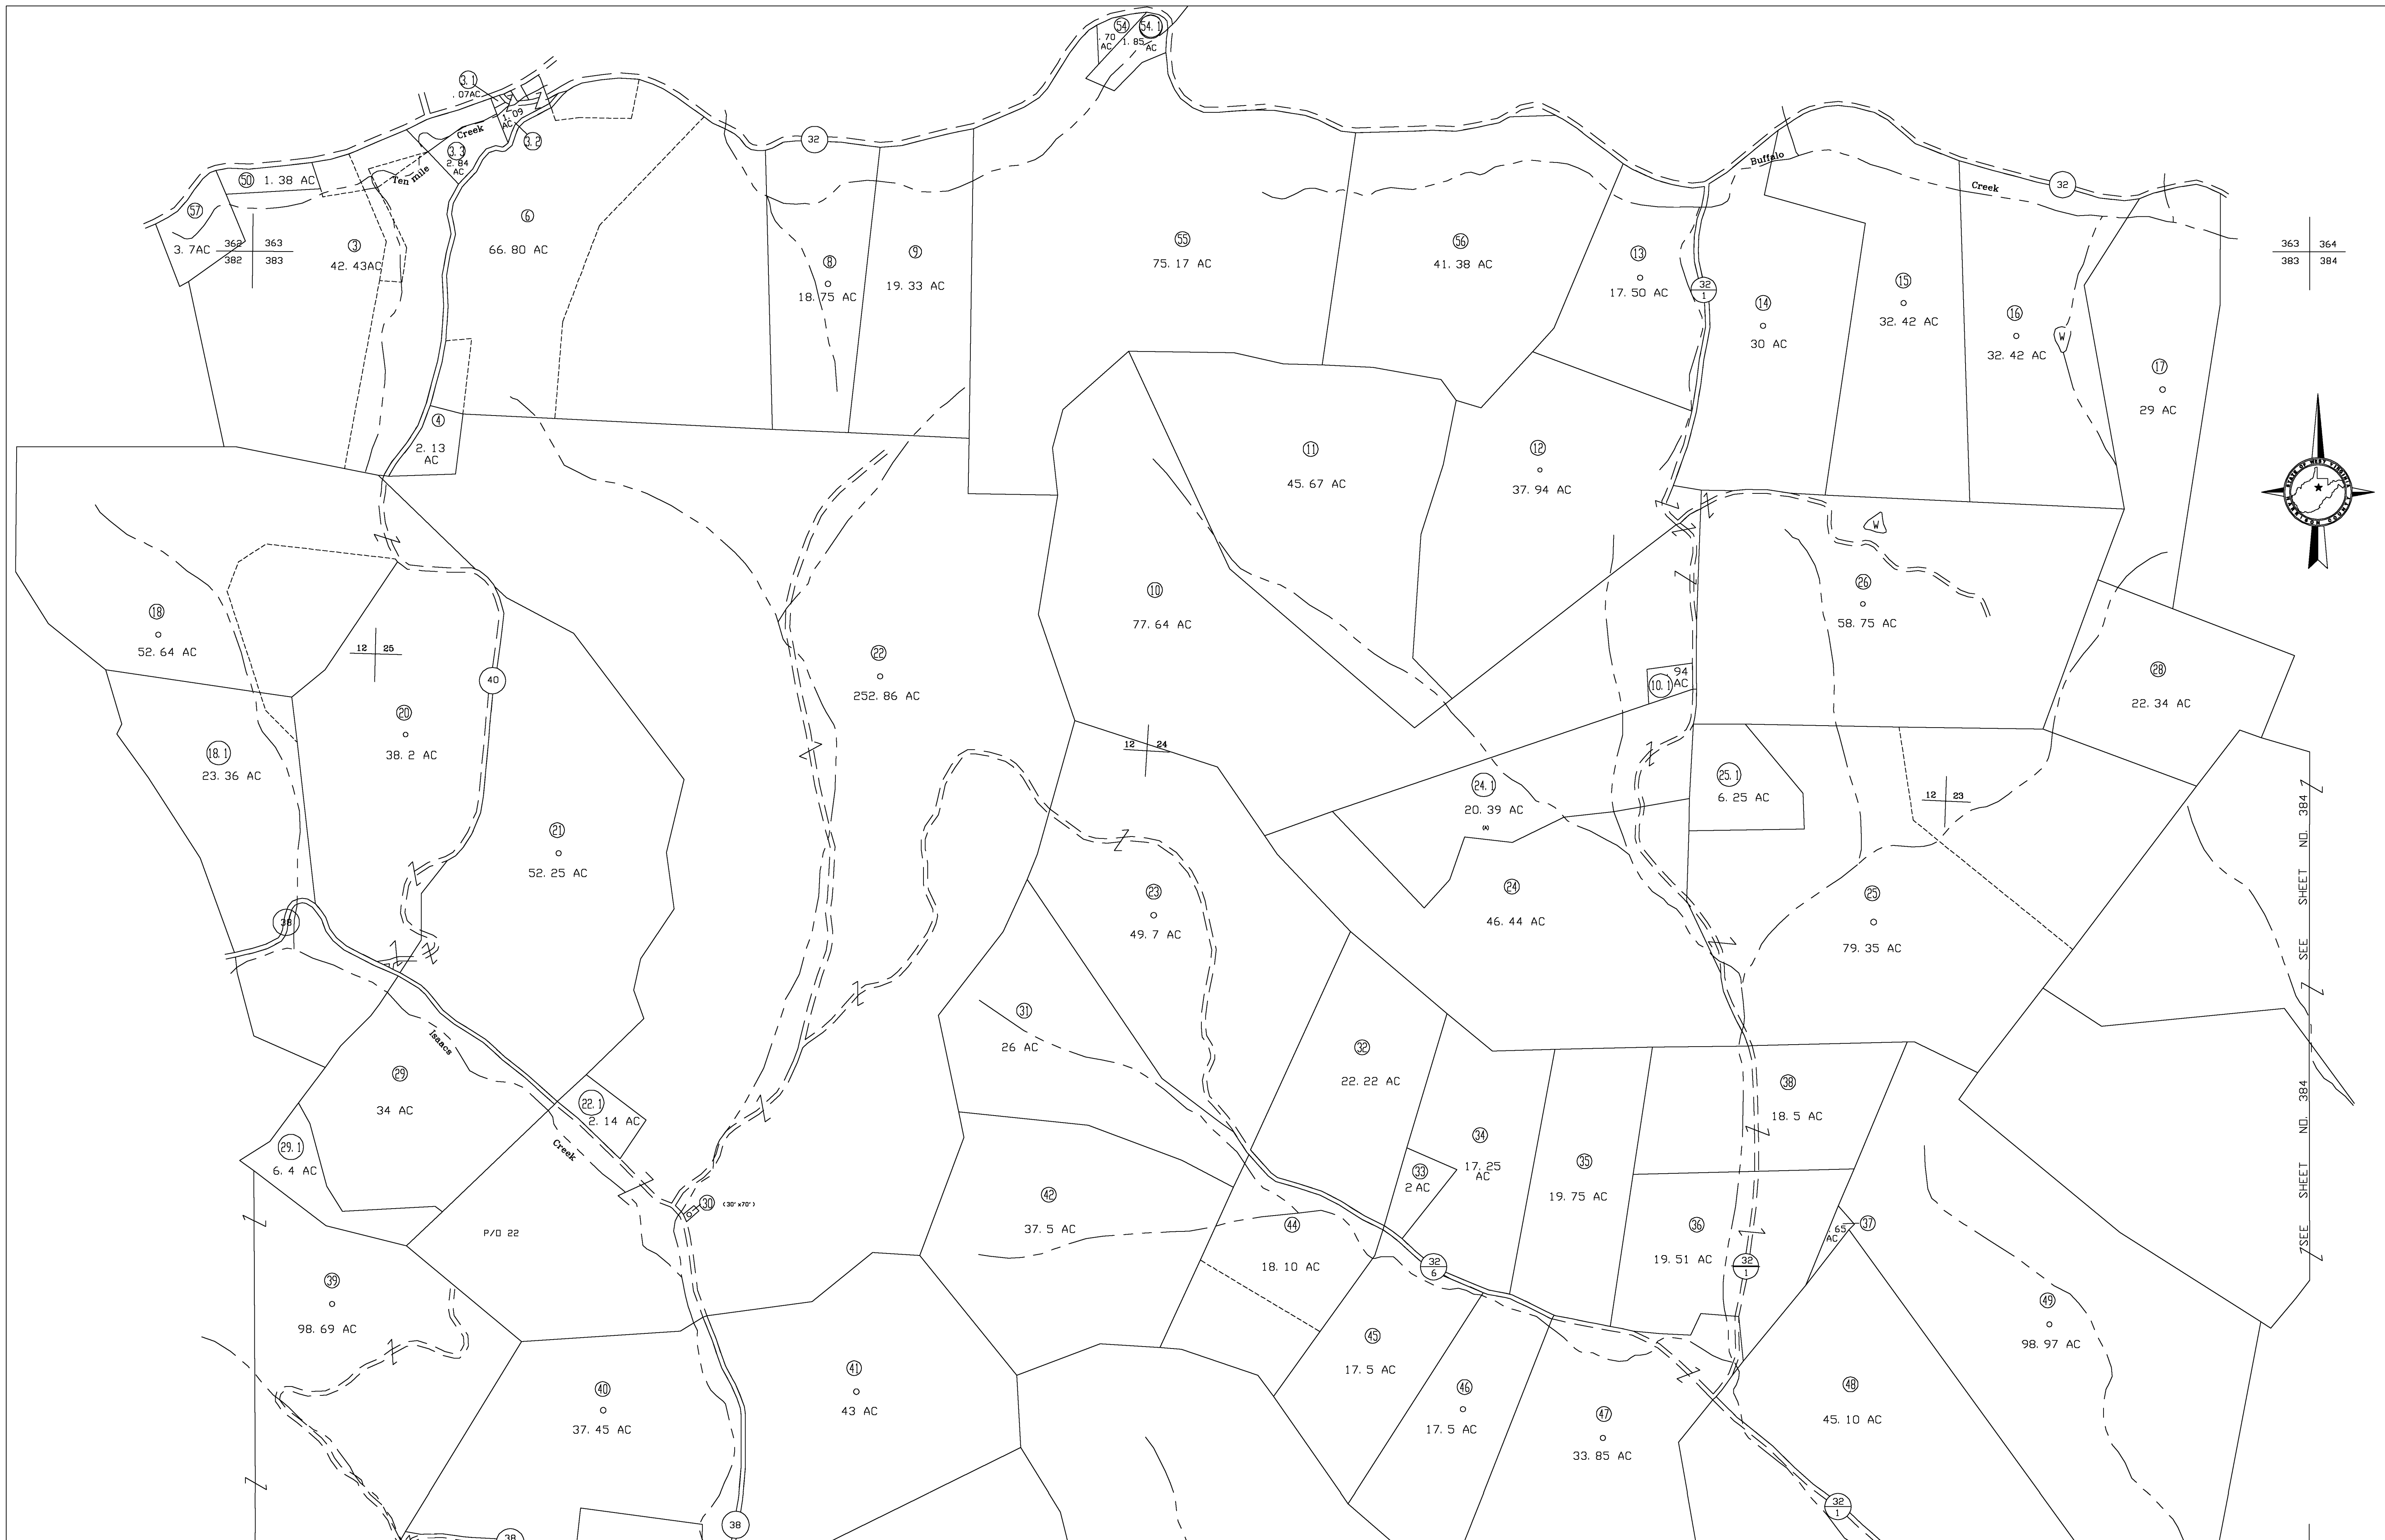 54
54.1
.70
AC
1.85
AC
3.1
.07AC
1.09
AC
3.2
Creek
3.3
2.84
AC
Ten mile
32
50 1.38 AC
57
3.7AC
362 363
382 383
3
42.43AC
6
66.80 AC
8
18.75 AC
9
19.33 AC
55
75.17 AC
56
41.38 AC
13
17.50 AC
32
1
Buffalo
Creek
32
14
30 AC
15
32.42 AC
16
32.42 AC
W
17
29 AC
363 364
383 384
STATE OF WEST VIRGINIA
4
2.13
AC
11
45.67 AC
12
37.94 AC
W
18
52.64 AC
12 25
40
22
252.86 AC
10
77.64 AC
26
58.75 AC
94
AC
10.1
28
22.34 AC
20
38.2 AC
18.1
23.36 AC
12 24
24.1
20.39 AC
(A)
25.1
6.25 AC
12 23
21
52.25 AC
38
23
49.7 AC
24
46.44 AC
25
79.35 AC
SEE SHEET NO. 384
Isaacs
31
26 AC
32
22.22 AC
29
34 AC
22.1
2.14 AC
38
18.5 AC
29.1
6.4 AC
Creek
34
17.25
AC
33
2 AC
35
19.75 AC
SEE SHEET NO. 384
30 (30'x70')
P/O 22
42
37.5 AC
44
18.10 AC
32
6
36
19.51 AC
37
.65
AC
32
1
39
98.69 AC
49
98.97 AC
45
17.5 AC
40
37.45 AC
41
43 AC
46
17.5 AC
47
33.85 AC
48
45.10 AC
32
1
38
38